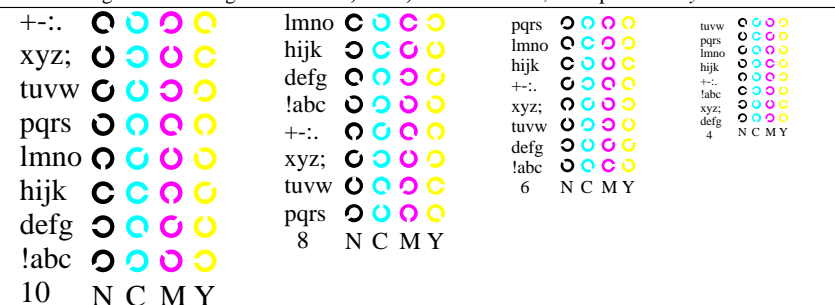 +-:.
xyz;
tuvw
pqrs
lmno
hijk
defg
!abc
10 N C M Y
lmno
hijk
defg
!abc
+-:.
xyz;
tuvw
pqrs
8 N C M Y
pqrs
lmno
hijk
+-:.
xyz;
tuvw
defg
!abc
6 N C M Y
tuvw
pqrs
lmno
hijk
+-:.
!abc
xyz;
defg
4 N C M Y